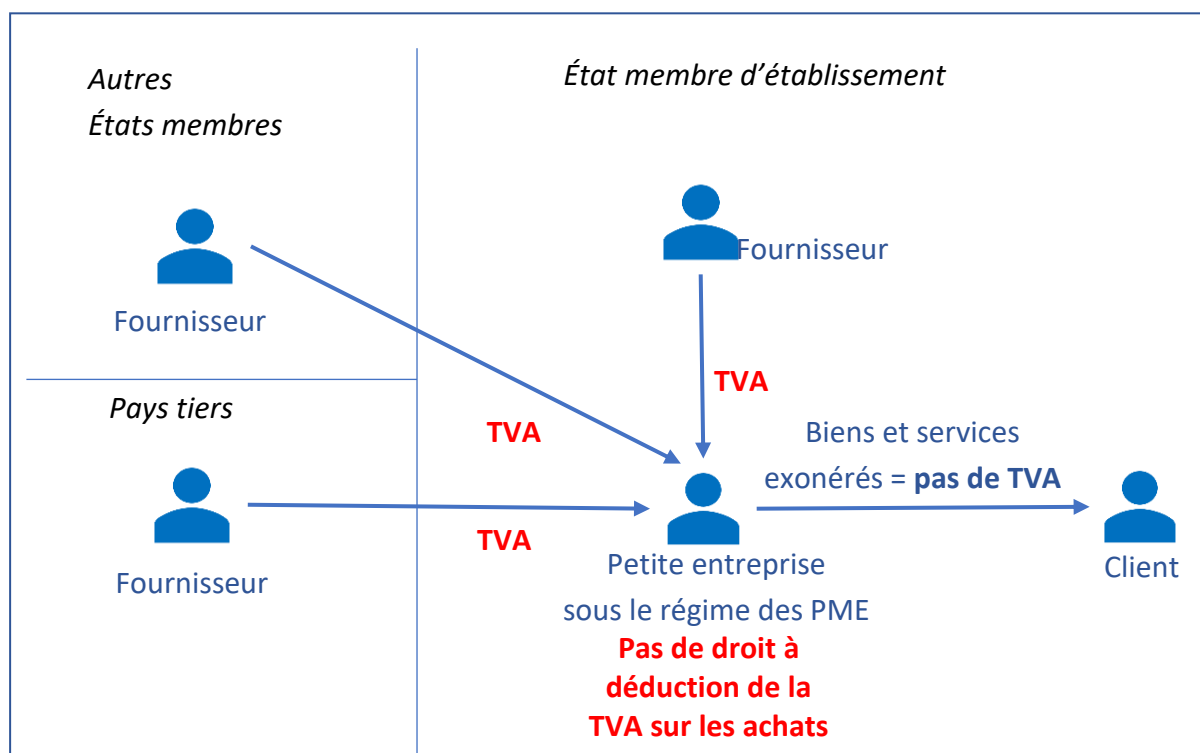 Autres
États membres
État membre d’établissement
Fournisseur
Fournisseur
TVA
Pays tiers
TVA
Biens et services
exonérés = pas de TVA
TVA
Fournisseur
Petite entreprise
sous le régime des PME
Client
Pas de droit à
déduction de la
TVA sur les achats